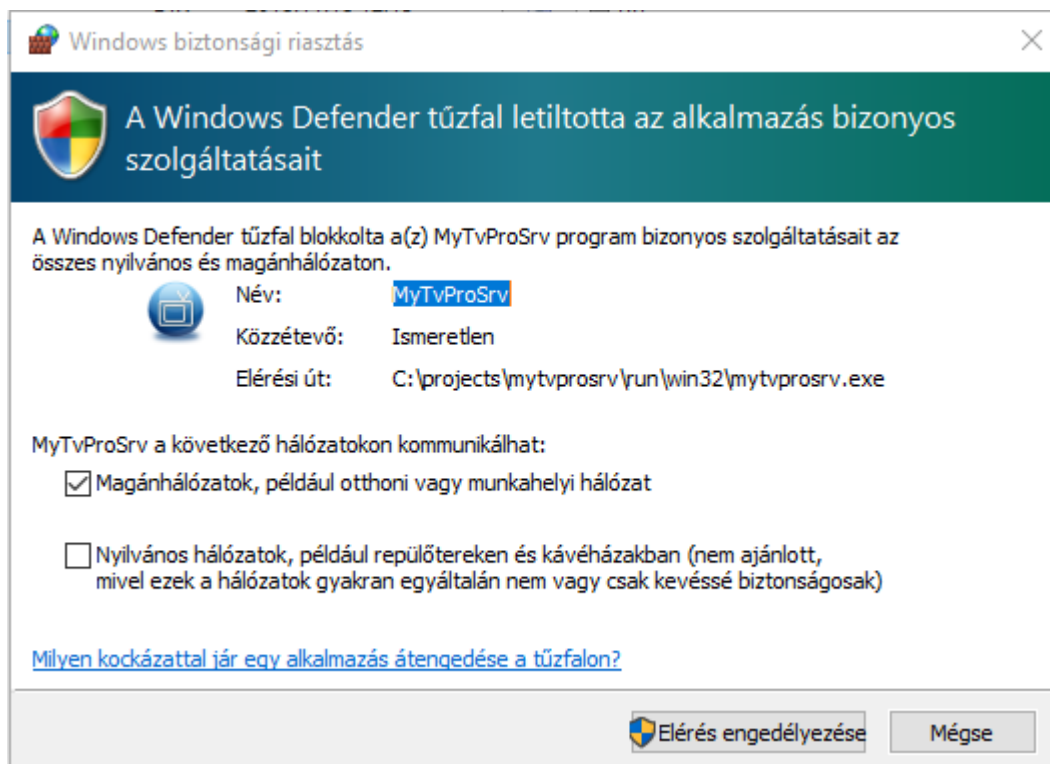 Windows biztonsági riasztás
A Windows Defender tűzfal letiltotta az alkalmazás bizonyos
szolgáltatásait
A Windows Defender tűzfal blokkolta a(z) MyTvProSrv program bizonyos szolgáltatásait az
összes nyilvános és magánhálózaton.
Név: MyTvProSrv
Közzétevő: Ismeretlen
Elérési út: C:\projects\mytvprosrv\run\win32\mytvprosrv.exe
MyTvProSrv a következő hálózatokon kommunikálhat:
Magánhálózatok, például otthoni vagy munkahelyi hálózat
Nyilvános hálózatok, például repülőtereken és kávéházakban (nem ajánlott,
mivel ezek a hálózatok gyakran egyáltalán nem vagy csak kevéssé biztonságosak)
Milyen kockázattal jár egy alkalmazás átengedése a tűzfalon?
Elérés engedélyezése Mégse